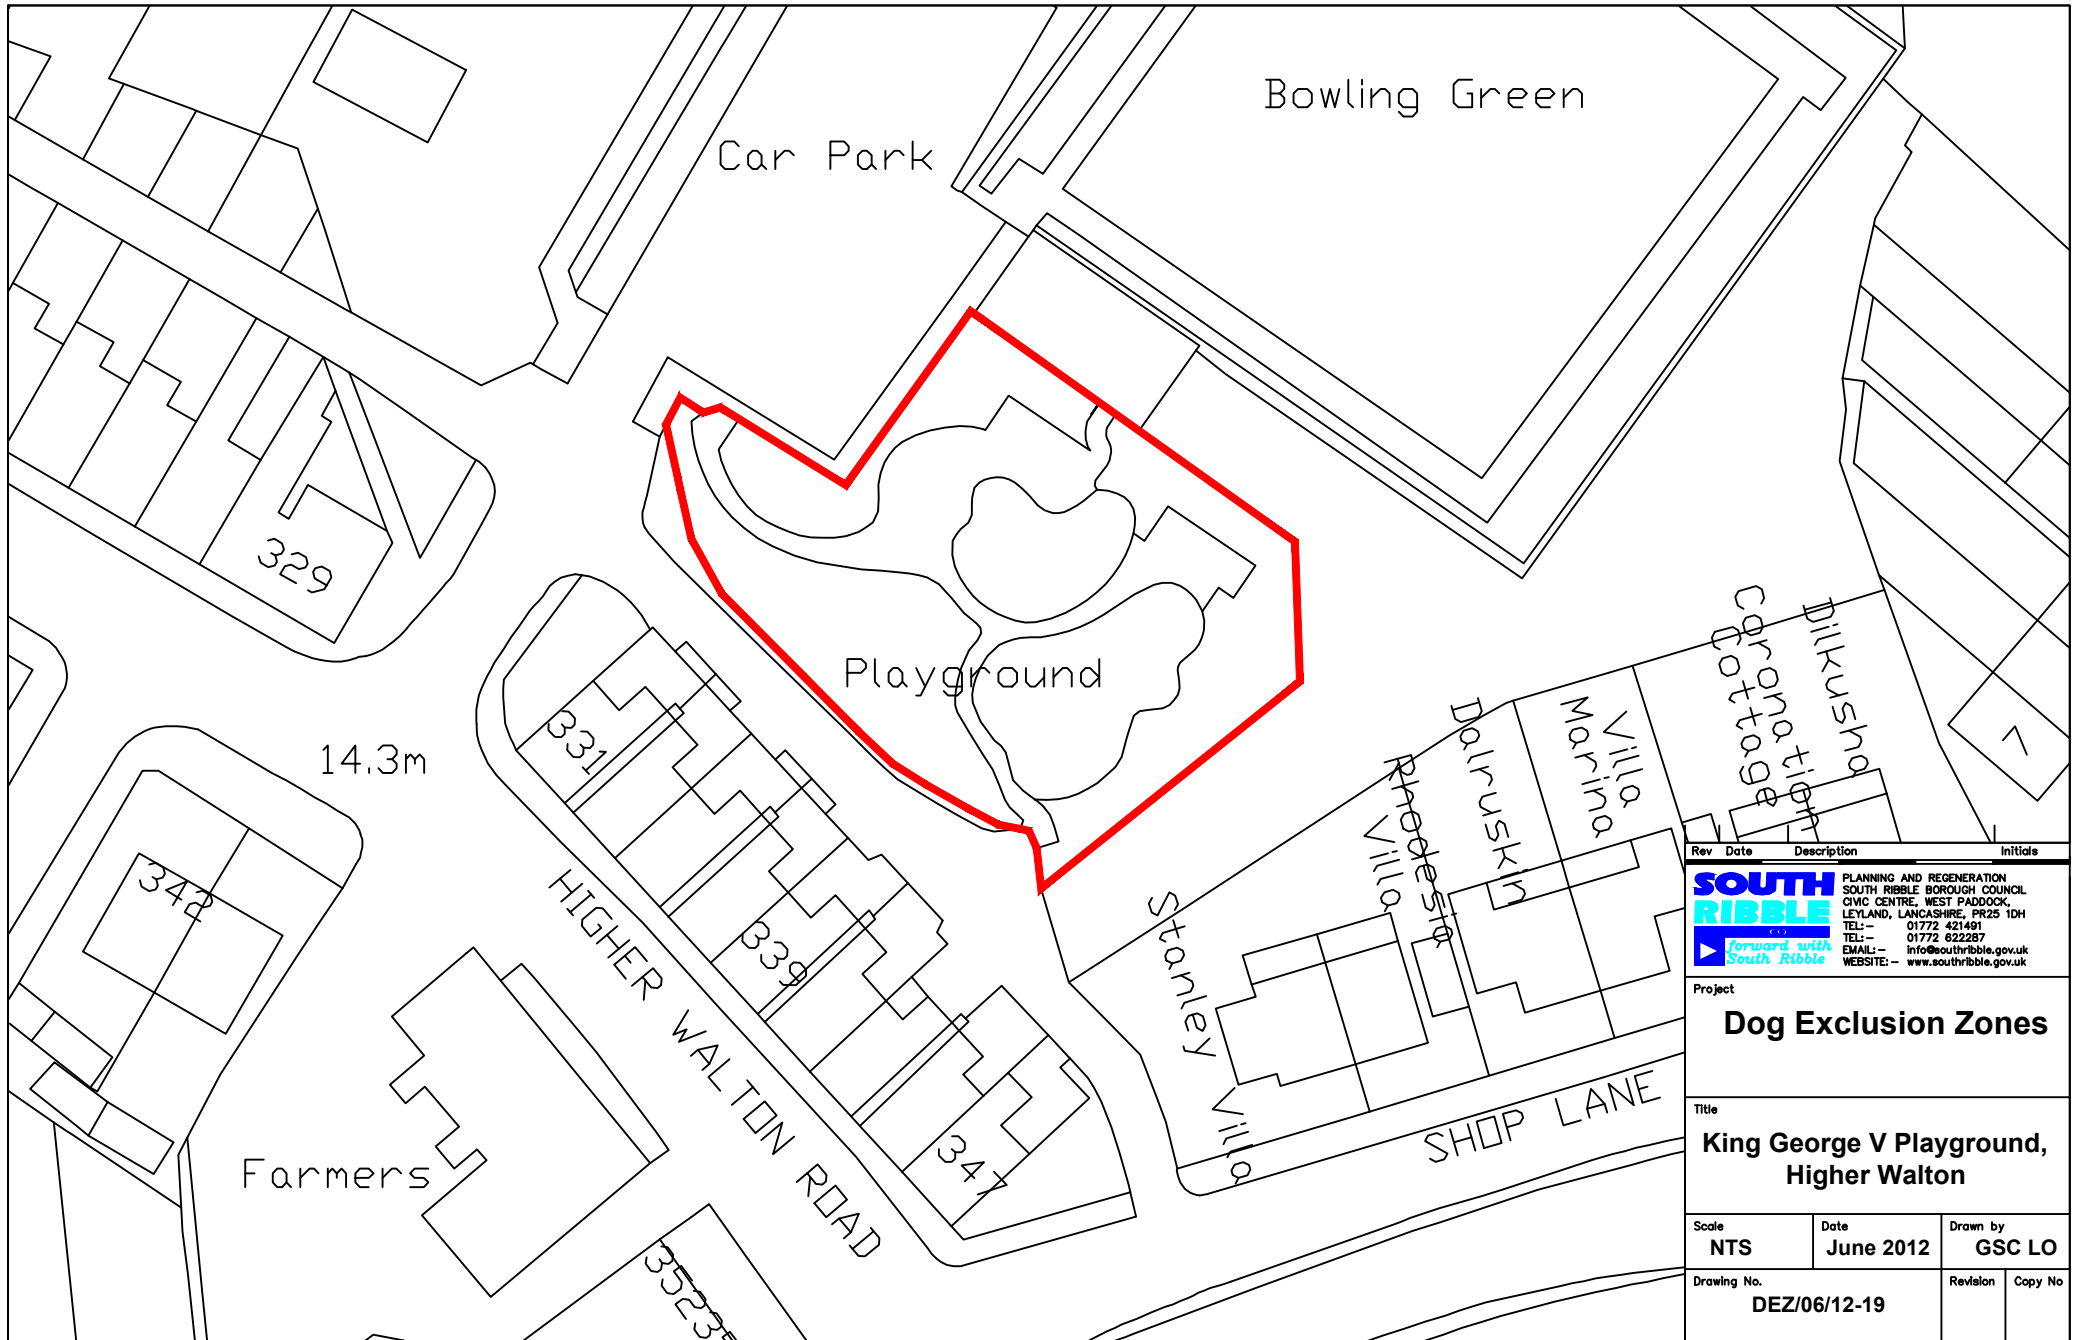 Bowling Green
Car Park
329
Playground
331
14.3m
342
339
347
HIGHER WALTON ROAD
Farmers
Stanley Villa
Rhodesia
Villa
Dalruskin
Villa
Marina
Coronation
Cottage
Dilkusha
7
SHOP LANE
Rev Date Description Initials
SOUTH
RIBBLE
forward with
South Ribble
PLANNING AND REGENERATION
SOUTH RIBBLE BOROUGH COUNCIL
CIVIC CENTRE, WEST PADDOCK,
LEYLAND, LANCASHIRE, PR25 1DH
TEL:- 01772 421491
TEL:- 01772 622287
EMAIL:- info@southribble.gov.uk
WEBSITE:- www.southribble.gov.uk
Project
Dog Exclusion Zones
Title
King George V Playground,
Higher Walton
Scale
NTS
Date
June 2012
Drawn by
GSC LO
Drawing No.
DEZ/06/12-19
Revision
Copy No